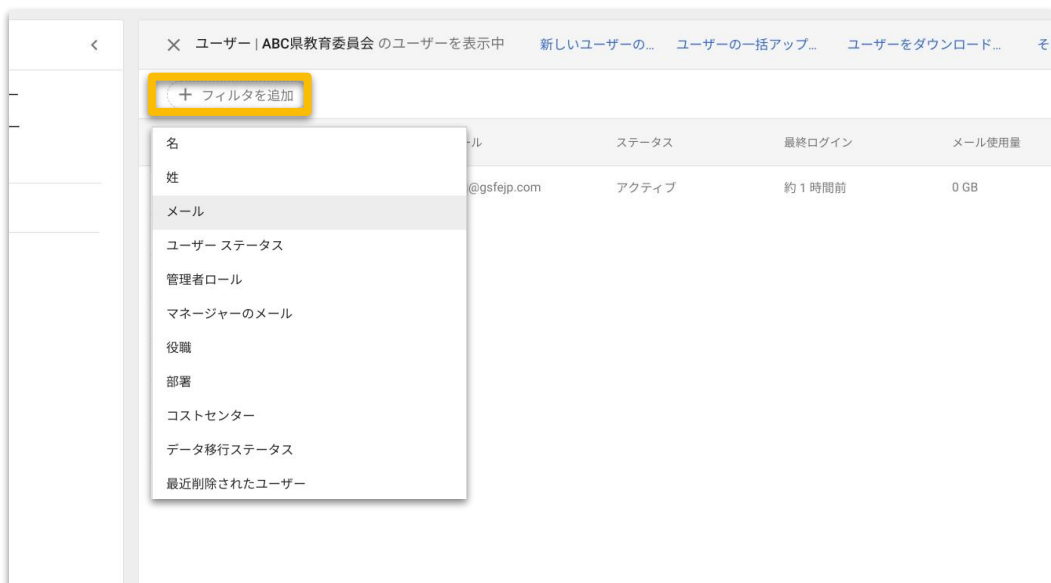 ユーザー | ABC県教育委員会 のユーザーを表示中 新しいユーザーの... ユーザーの一括アップ... ユーザーをダウンロード... そ
+ フィルタを追加
ール ステータス 最終ログイン メール使用量
@gsfejp.com アクティブ 約 1 時間前 0 GB
名
姓
メール
ユーザー ステータス
管理者ロール
マネージャーのメール
役職
部署
コストセンター
データ移行ステータス
最近削除されたユーザー